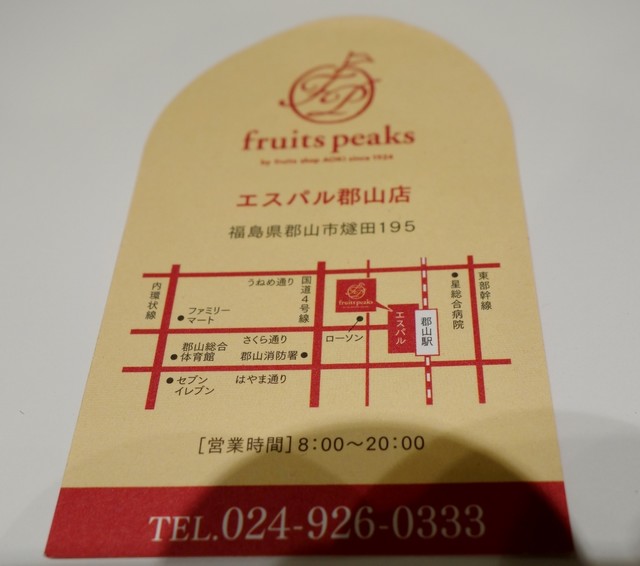 FP
fruits peaks
by fruits shop AOKI since 1924
エスパル郡山店
福島県郡山市燧田195
内環状線
うねめ通り
国道4号線
fruits peaks
星総合病院
東部幹線
ファミリー
マート
エスパル
郡山駅
さくら通り
ローソン
郡山総合
体育館
郡山消防署
セブン
イレブン
はやま通り
[営業時間]8:00〜20:00
TEL.024-926-0333